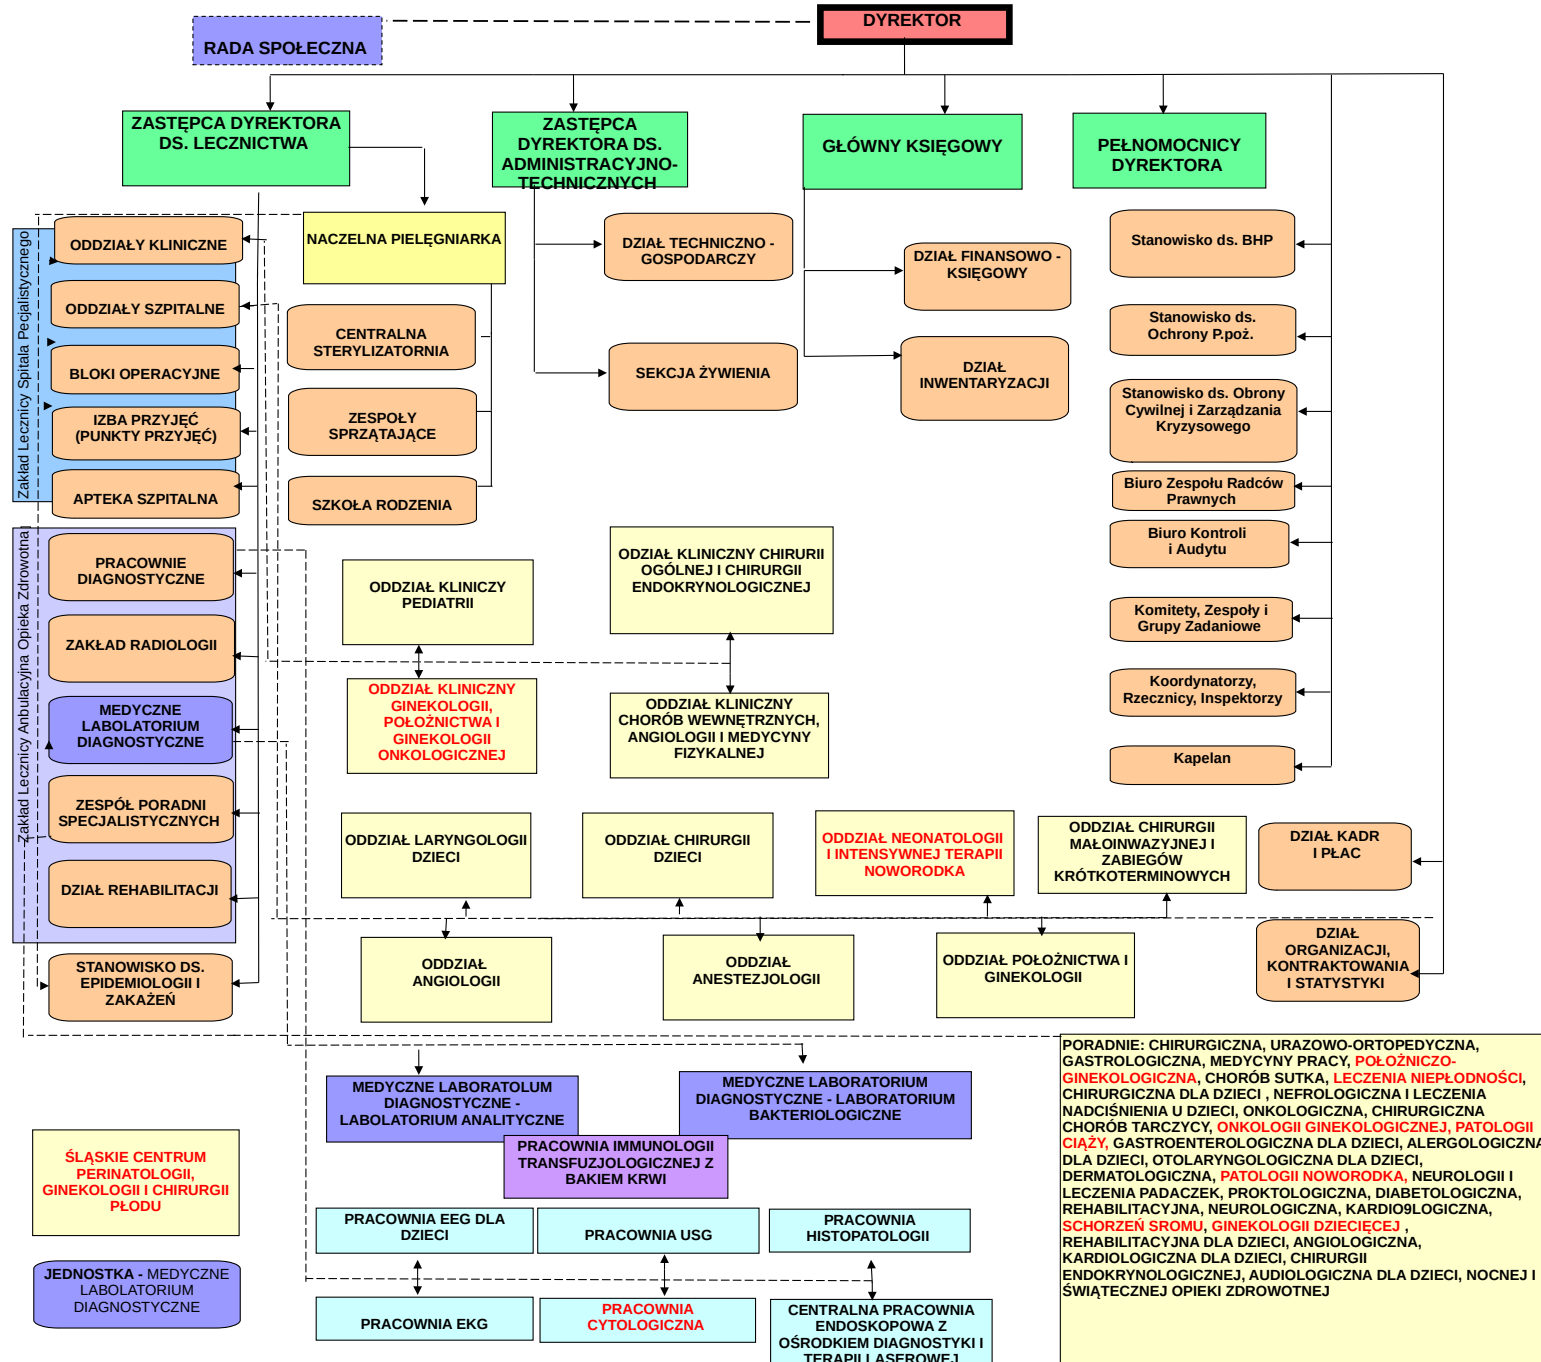 DYREKTOR
RADA SPOŁECZNA
ZASTĘPCA DYREKTORA
DS. LECZNICTWA
ZASTĘPCA
DYREKTORA DS.
ADMINISTRACYJNO-
TECHNICZNYCH
GŁÓWNY KSIĘGOWY
PEŁNOMOCNICY
DYREKTORA
Zakład Lecznicy Spitala Pecjalistycznego
ODDZIAŁY KLINICZNE
ODDZIAŁY SZPITALNE
BLOKI OPERACYJNE
IZBA PRZYJĘĆ
(PUNKTY PRZYJĘĆ)
APTEKA SZPITALNA
NACZELNA PIELĘGNIARKA
CENTRALNA
STERYLIZATORNIA
ZESPOŁY
SPRZĄTAJĄCE
SZKOŁA RODZENIA
DZIAŁ TECHNICZNO -
GOSPODARCZY
SEKCJA ŻYWIENIA
DZIAŁ FINANSOWO -
KSIĘGOWY
DZIAŁ
INWENTARYZACJI
Stanowisko ds. BHP
Stanowisko ds.
Ochrony P.poż.
Stanowisko ds. Obrony
Cywilnej i Zarządzania
Kryzysowego
Biuro Zespołu Radców
Prawnych
Biuro Kontroli
i Audytu
Komitety, Zespoły i
Grupy Zadaniowe
Koordynatorzy,
Rzecznicy, Inspektorzy
Kapelan
Zakład Lecznicy Anbulacyjna Opieka Zdrowotna
PRACOWNIE
DIAGNOSTYCZNE
ZAKŁAD RADIOLOGII
MEDYCZNE
LABOLATORIUM
DIAGNOSTYCZNE
ZESPÓŁ PORADNI
SPECJALISTYCZNYCH
DZIAŁ REHABILITACJI
STANOWISKO DS.
EPIDEMIOLOGII I
ZAKAŻEŃ
ODDZIAŁ KLINICZY
PEDIATRII
ODZIAŁ KLINICZNY CHIRURII
OGÓLNEJ I CHIRURGII
ENDOKRYNOLOGICZNEJ
ODDZIAŁ KLINICZNY
GINEKOLOGII,
POŁOŻNICTWA I
GINEKOLOGII
ONKOLOGICZNEJ
ODDZIAŁ KLINICZNY
CHORÓB WEWNĘTRZNYCH,
ANGIOLOGII I MEDYCYNY
FIZYKALNEJ
ODDZIAŁ LARYNGOLOGII
DZIECI
ODDZIAŁ CHIRURGII
DZIECI
ODDZIAŁ NEONATOLOGII
I INTENSYWNEJ TERAPII
NOWORODKA
ODDZIAŁ CHIRURGII
MAŁOINWAZYJNEJ I
ZABIEGÓW
KRÓTKOTERMINOWYCH
DZIAŁ KADR
I PŁAC
ODDZIAŁ
ANGIOLOGII
ODDZIAŁ
ANESTEZJOLOGII
ODDZIAŁ POŁOŻNICTWA I
GINEKOLOGII
DZIAŁ
ORGANIZACJI,
KONTRAKTOWANIA
I STATYSTYKI
MEDYCZNE LABORATOLUM
DIAGNOSTYCZNE -
LABOLATORIUM ANALITYCZNE
MEDYCZNE LABORATORIUM
DIAGNOSTYCZNE - LABORATORIUM
BAKTERIOLOGICZNE
PRACOWNIA IMMUNOLOGII
TRANSFUZJOLOGICZNEJ Z
BAKIEM KRWI
PRACOWNIA EEG DLA
DZIECI
PRACOWNIA USG
PRACOWNIA
HISTOPATOLOGII
PRACOWNIA EKG
PRACOWNIA
CYTOLOGICZNA
CENTRALNA PRACOWNIA
ENDOSKOPOWA Z
OŚRODKIEM DIAGNOSTYKI I
TERAPII LASEROWEJ
ŚLĄSKIE CENTRUM
PERINATOLOGII,
GINEKOLOGII I CHIRURGII
PŁODU
JEDNOSTKA - MEDYCZNE
LABOLATORIUM
DIAGNOSTYCZNE
PORADNIE: CHIRURGICZNA, URAZOWO-ORTOPEDYCZNA,
GASTROLOGICZNA, MEDYCYNY PRACY, POŁOŻNICZO-
GINEKOLOGICZNA, CHORÓB SUTKA, LECZENIA NIEPŁODNOŚCI,
CHIRURGICZNA DLA DZIECI , NEFROLOGICZNA I LECZENIA
NADCIŚNIENIA U DZIECI, ONKOLOGICZNA, CHIRURGICZNA
CHORÓB TARCZYCY, ONKOLOGII GINEKOLOGICZNEJ, PATOLOGII
CIĄŻY, GASTROENTEROLOGICZNA DLA DZIECI, ALERGOLOGICZNA
DLA DZIECI, OTOLARYNGOLOGICZNA DLA DZIECI,
DERMATOLOGICZNA, PATOLOGII NOWORODKA, NEUROLOGII I
LECZENIA PADACZEK, PROKTOLOGICZNA, DIABETOLOGICZNA,
REHABILITACYJNA, NEUROLOGICZNA, KARDIO9LOGICZNA,
SCHORZEŃ SROMU, GINEKOLOGII DZIECIĘCEJ ,
REHABILITACYJNA DLA DZIECI, ANGIOLOGICZNA,
KARDIOLOGICZNA DLA DZIECI, CHIRURGII
ENDOKRYNOLOGICZNEJ, AUDIOLOGICZNA DLA DZIECI, NOCNEJ I
ŚWIĄTECZNEJ OPIEKI ZDROWOTNEJ